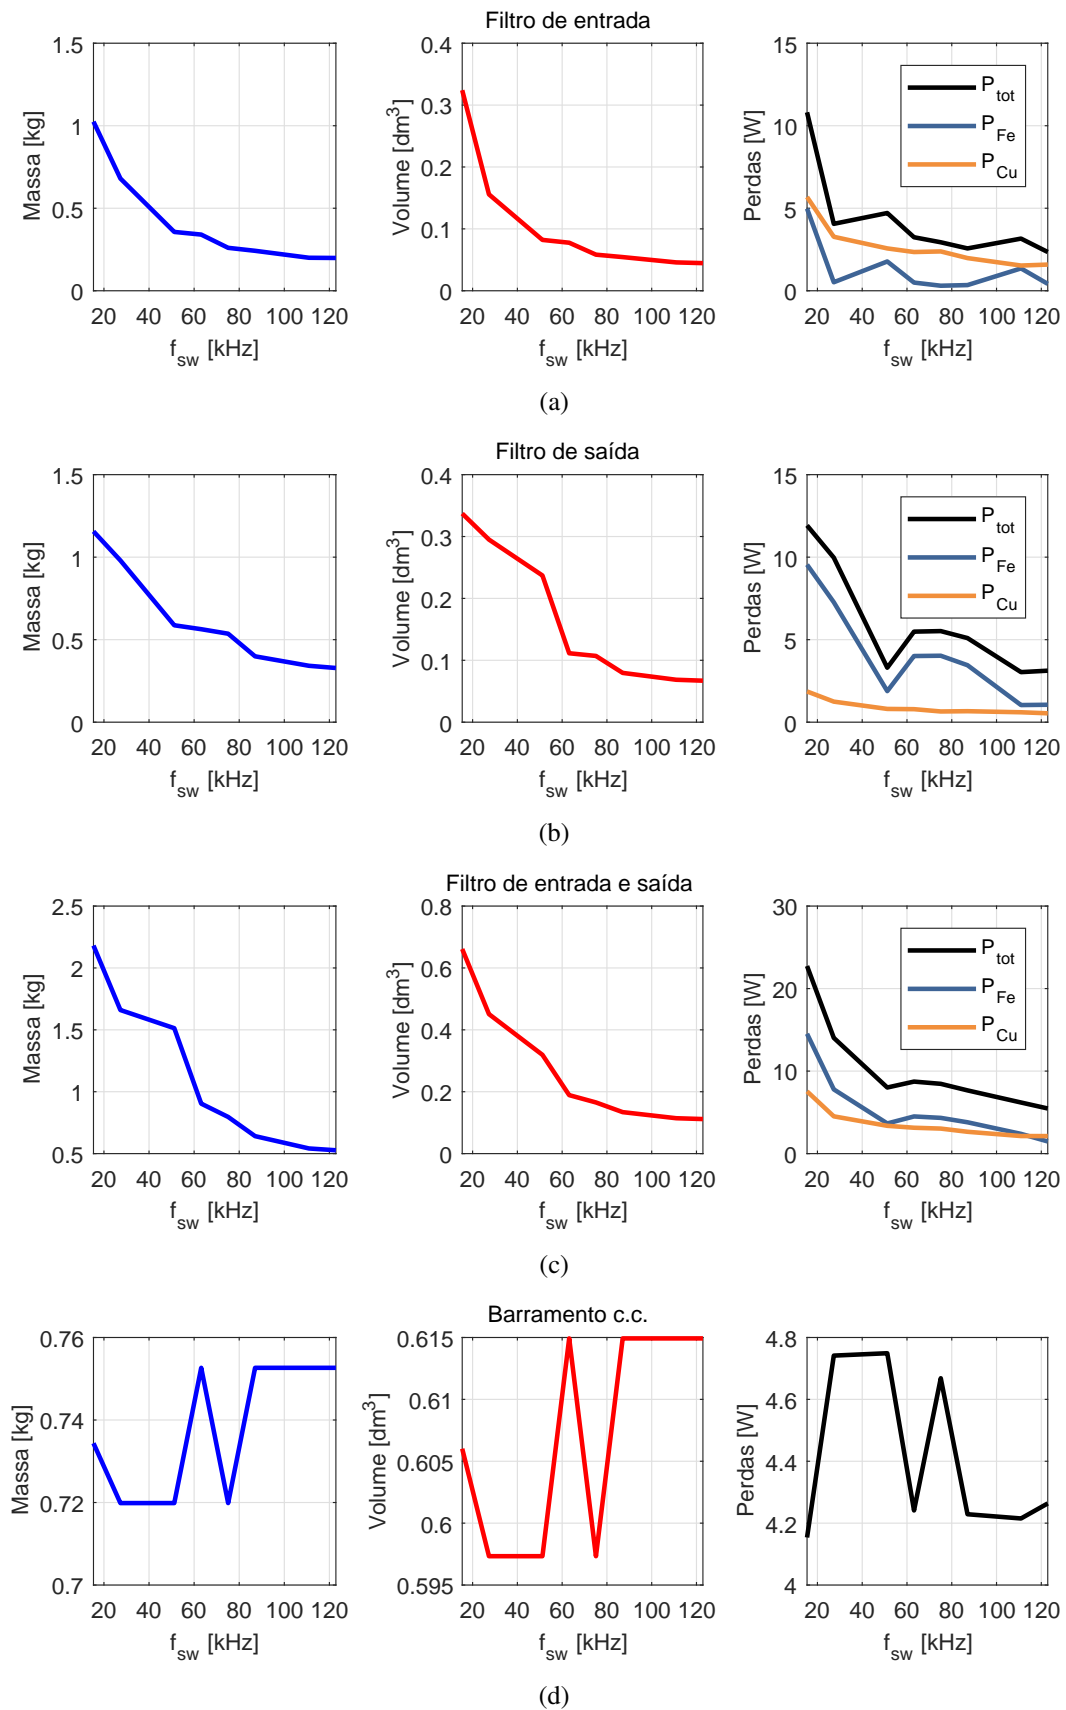 Filtro de entrada
1.5
1
0.5
0
Massa [kg]
20 40 60 80 100 120
f_sw [kHz]
0.4
0.3
0.2
0.1
0
Volume [dm³]
20 40 60 80 100 120
f_sw [kHz]
15
10
5
0
Perdas [W]
P_tot
P_Fe
P_Cu
20 40 60 80 100 120
f_sw [kHz]
(a)
Filtro de saída
1.5
1
0.5
0
Massa [kg]
20 40 60 80 100 120
f_sw [kHz]
0.4
0.3
0.2
0.1
0
Volume [dm³]
20 40 60 80 100 120
f_sw [kHz]
15
10
5
0
Perdas [W]
P_tot
P_Fe
P_Cu
20 40 60 80 100 120
f_sw [kHz]
(b)
Filtro de entrada e saída
2.5
2
1.5
1
0.5
Massa [kg]
20 40 60 80 100 120
f_sw [kHz]
0.8
0.6
0.4
0.2
0
Volume [dm³]
20 40 60 80 100 120
f_sw [kHz]
30
20
10
0
Perdas [W]
P_tot
P_Fe
P_Cu
20 40 60 80 100 120
f_sw [kHz]
(c)
Barramento c.c.
0.76
0.74
0.72
0.7
Massa [kg]
20 40 60 80 100 120
f_sw [kHz]
0.615
0.61
0.605
0.6
0.595
Volume [dm³]
20 40 60 80 100 120
f_sw [kHz]
4.8
4.6
4.4
4.2
4
Perdas [W]
20 40 60 80 100 120
f_sw [kHz]
(d)